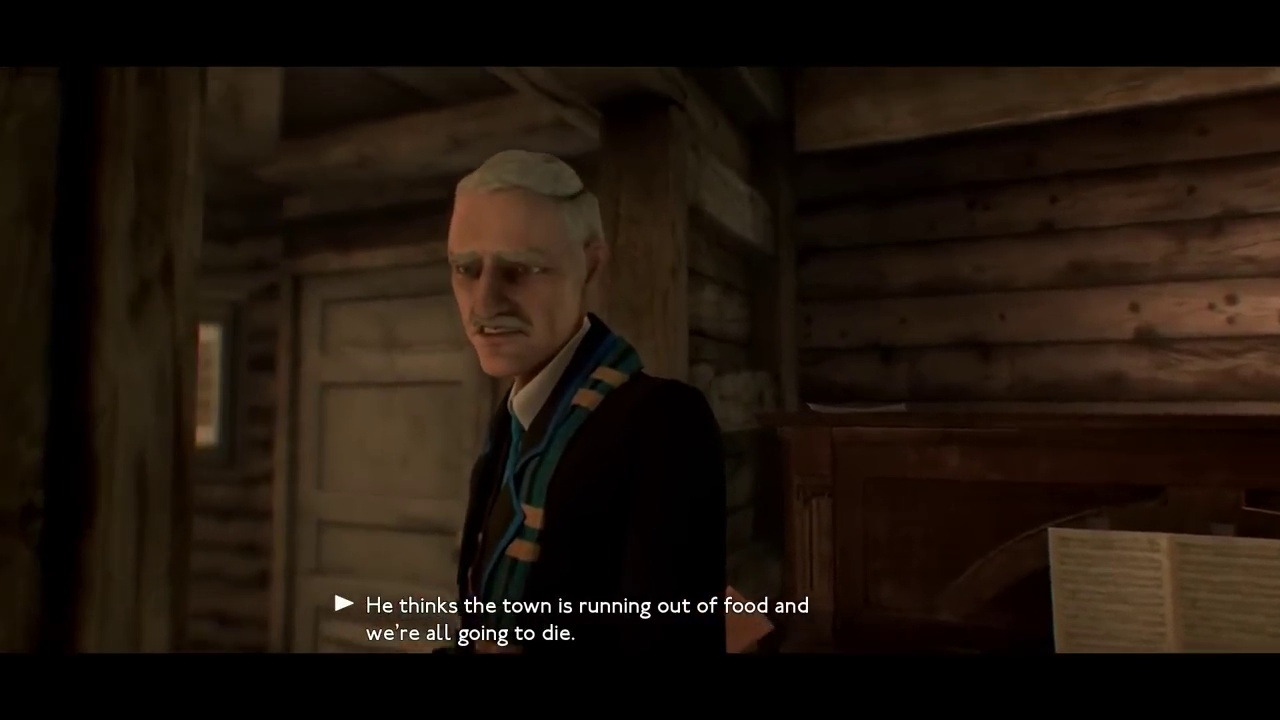 He thinks the town is running out of food and
we're all going to die.